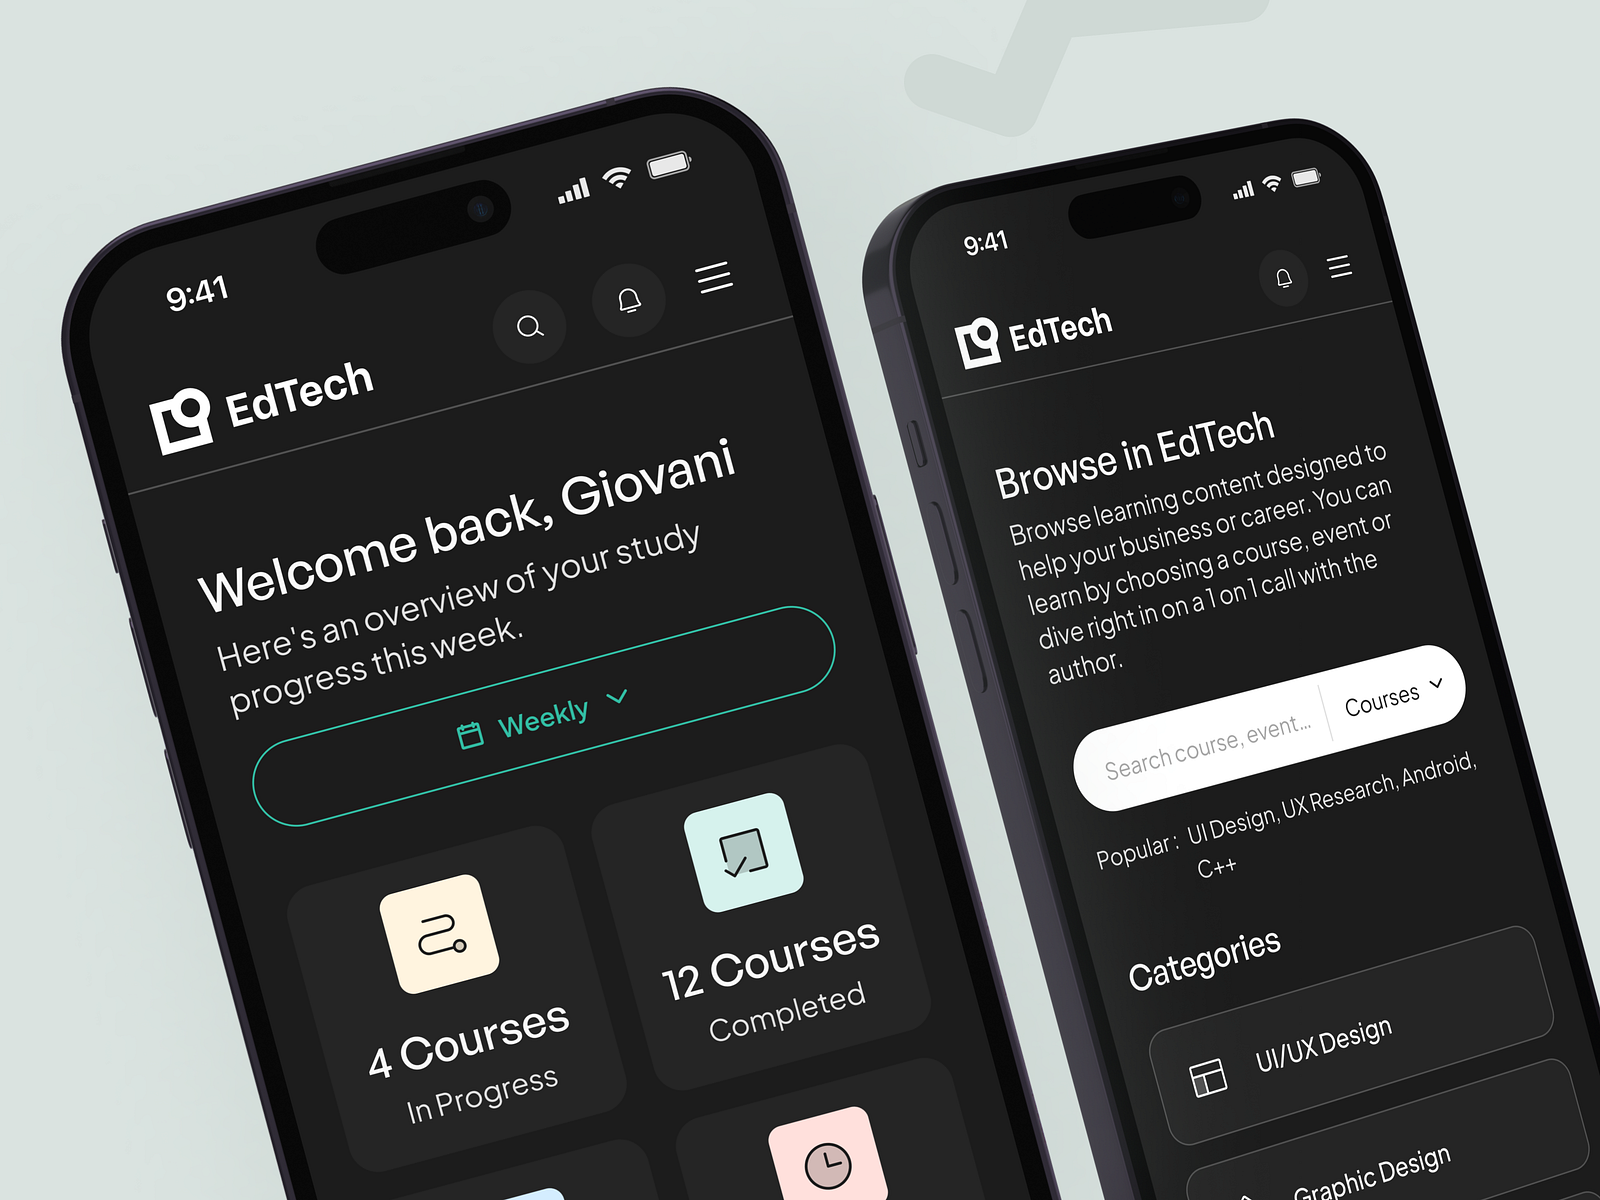 9:41
EdTech
Welcome back, Giovani
Here's an overview of your study
progress this week.
Weekly
4 Courses
In Progress
12 Courses
Completed
9:41
EdTech
Browse in EdTech
Browse learning content designed to
help your business or career. You can
learn by choosing a course, event or
dive right in on a 1 on 1 call with the
author.
Search course, event...
Courses
Popular : UI Design, UX Research, Android,
C++
Categories
UI/UX Design
Graphic Design